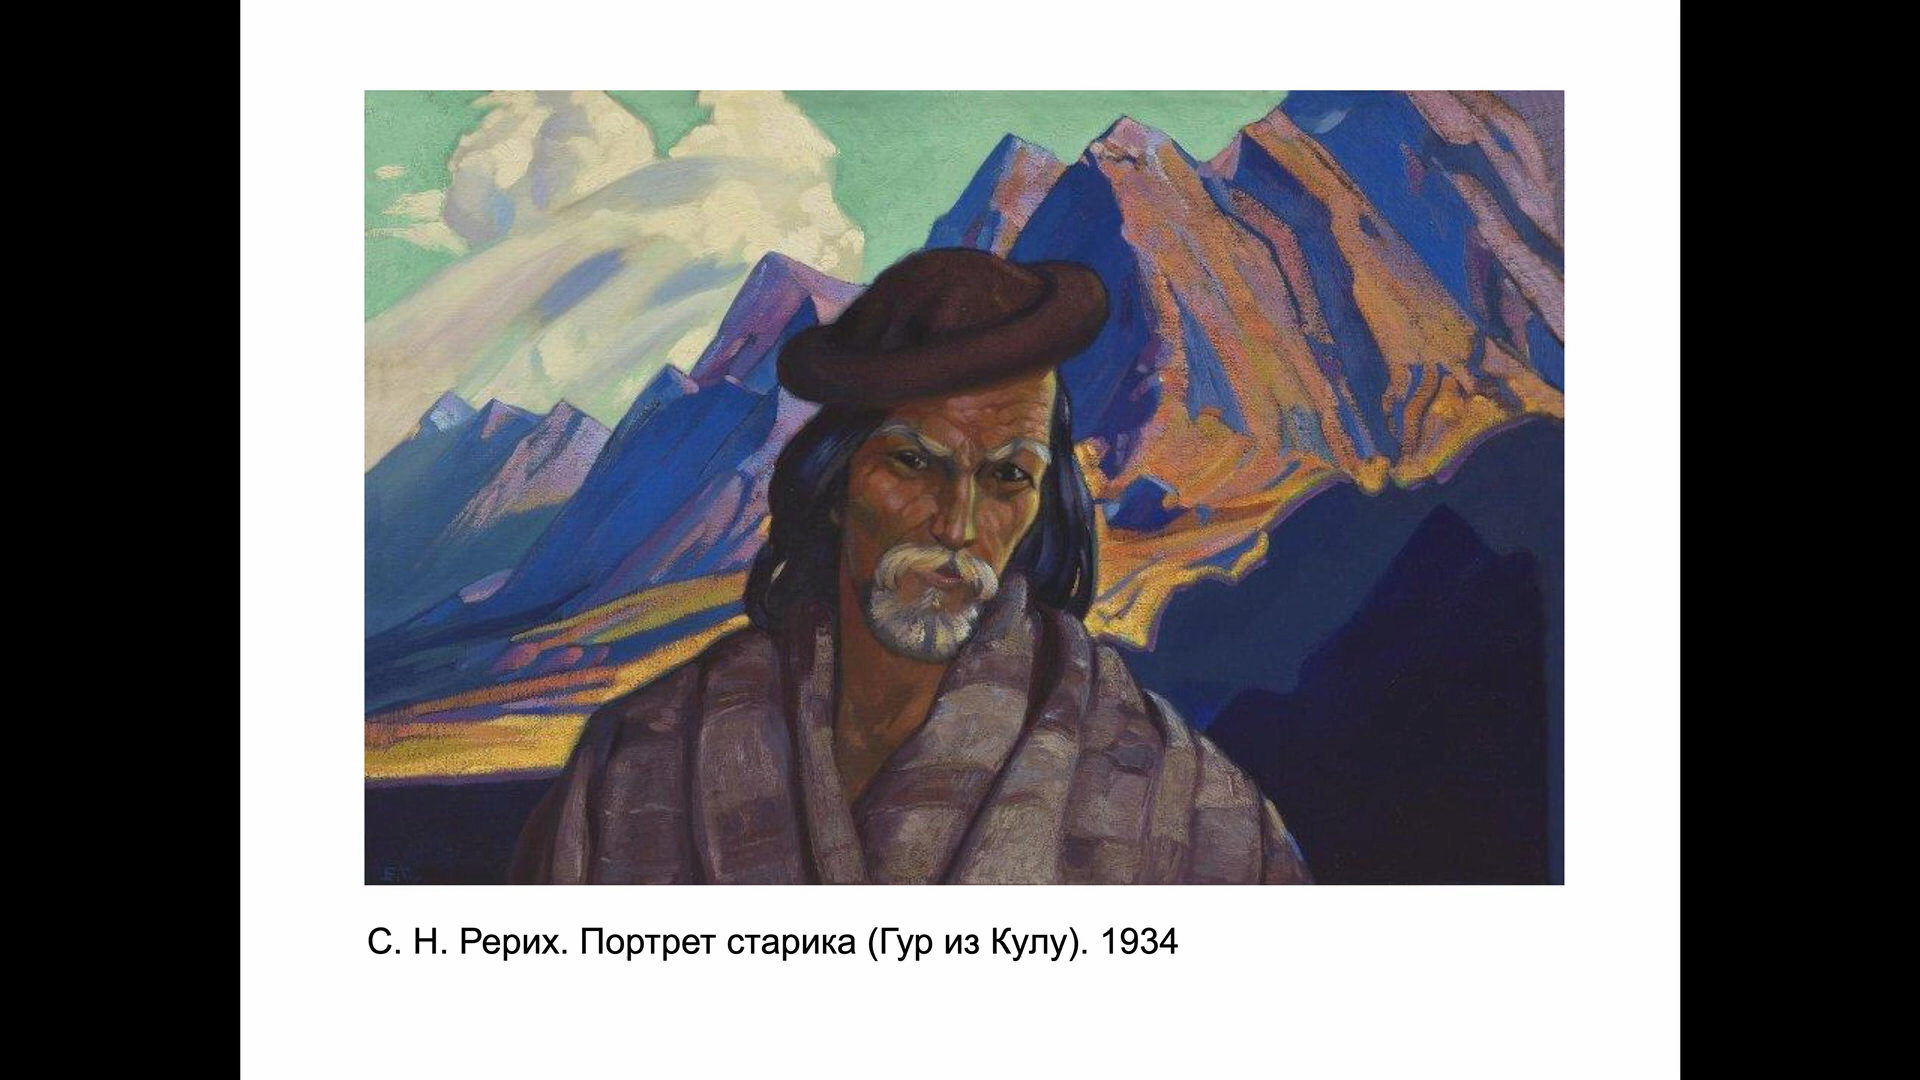 С. Н. Рерих. Портрет старика (Гур из Кулу). 1934